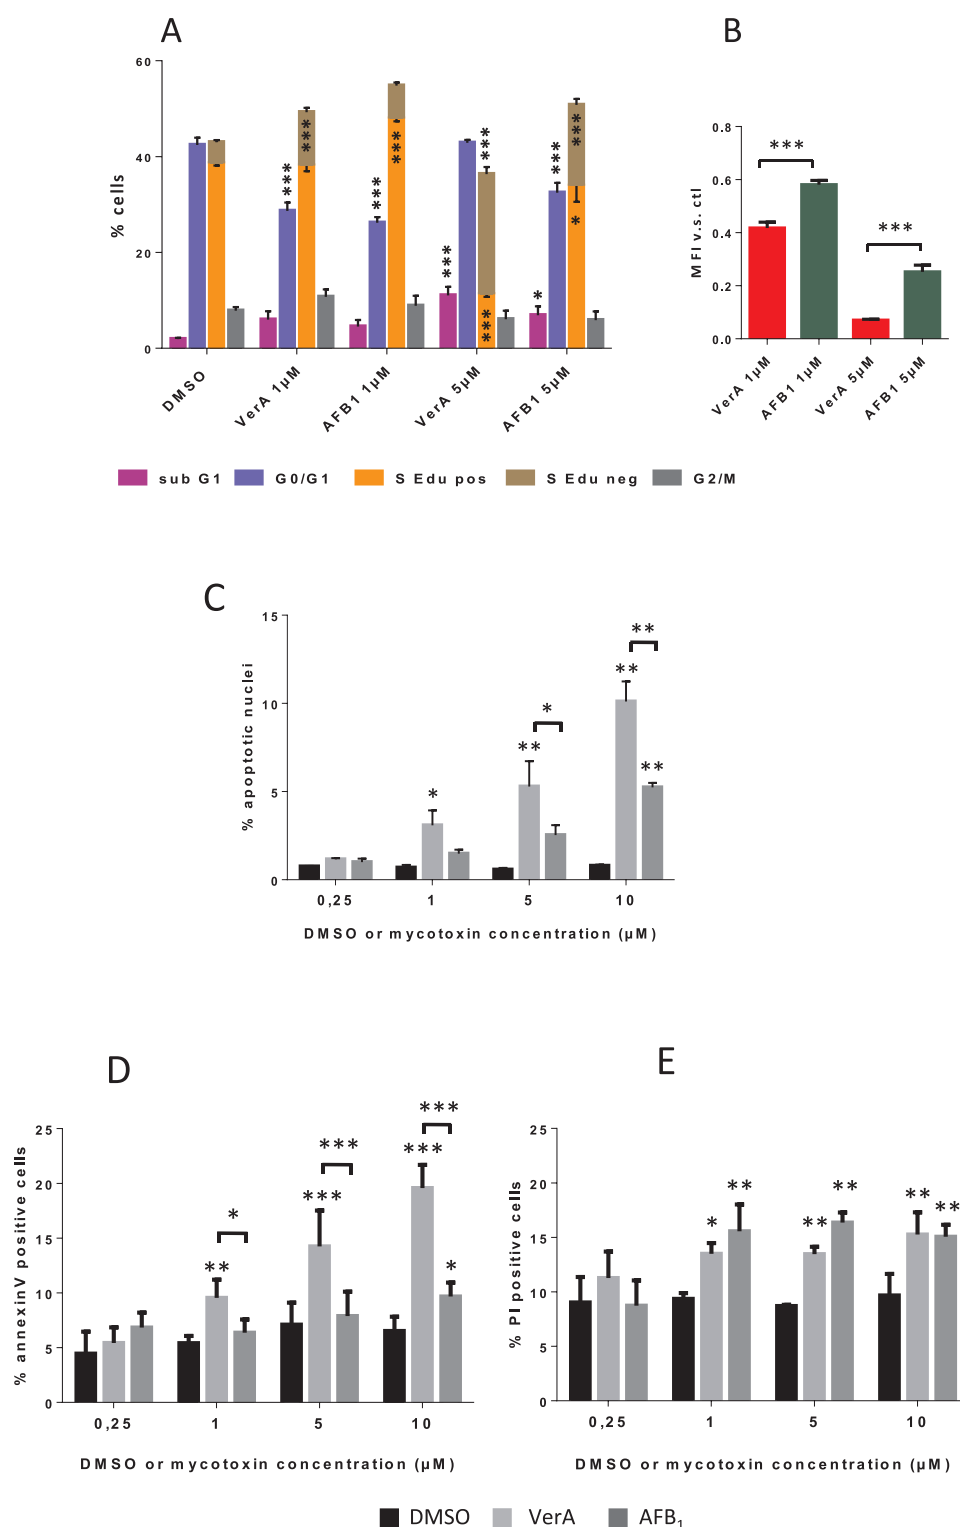 A
B
% cells
60
40
20
0
***
***
***
***
***
***
***
***
***
*
*
***
DMSO
VerA 1µM
AFB1 1µM
VerA 5µM
AFB1 5µM
MFI v.s. ctl
0.8
0.6
0.4
0.2
0.0
***
***
VerA 1µM
AFB1 1µM
VerA 5µM
AFB1 5µM
sub G1 G0/G1 S Edu pos S Edu neg G2/M
C
% apoptotic nuclei
15
10
5
0
*
**
*
**
**
**
0,25 1 5 10
DMSO or mycotoxin concentration (µM)
D
% annexinV positive cells
25
20
15
10
5
0
**
*
***
***
***
***
*
0,25 1 5 10
DMSO or mycotoxin concentration (µM)
E
% PI positive cells
25
20
15
10
5
0
*
**
**
**
**
**
0,25 1 5 10
DMSO or mycotoxin concentration (µM)
DMSO VerA AFB1